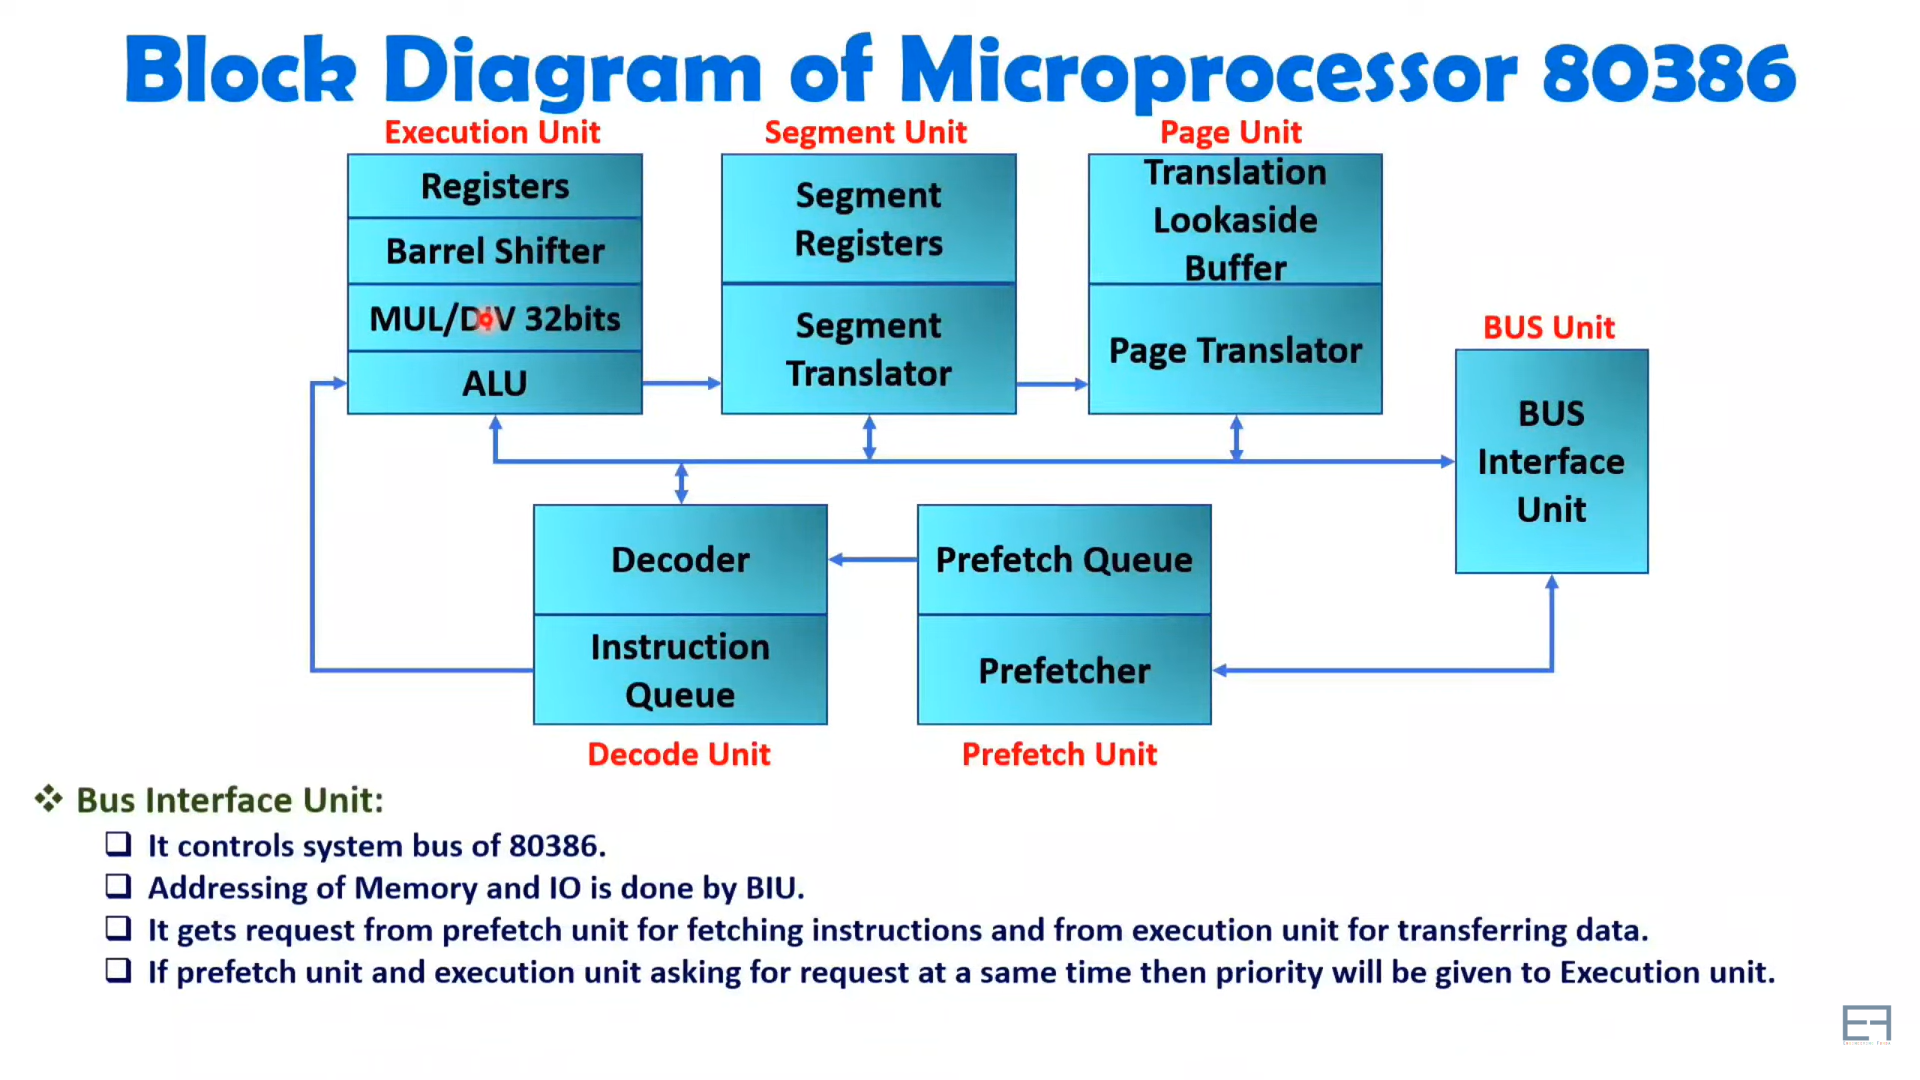 Block Diagram of Microprocessor 80386
Execution Unit
Segment Unit
Page Unit
Registers
Barrel Shifter
MUL/DIV 32bits
ALU
Segment
Registers
Segment
Translator
Translation
Lookaside
Buffer
Page Translator
BUS Unit
BUS
Interface
Unit
Decoder
Instruction
Queue
Prefetch Queue
Prefetcher
Decode Unit
Prefetch Unit
❖ Bus Interface Unit:
❑ It controls system bus of 80386.
❑ Addressing of Memory and IO is done by BIU.
❑ It gets request from prefetch unit for fetching instructions and from execution unit for transferring data.
❑ If prefetch unit and execution unit asking for request at a same time then priority will be given to Execution unit.
EF